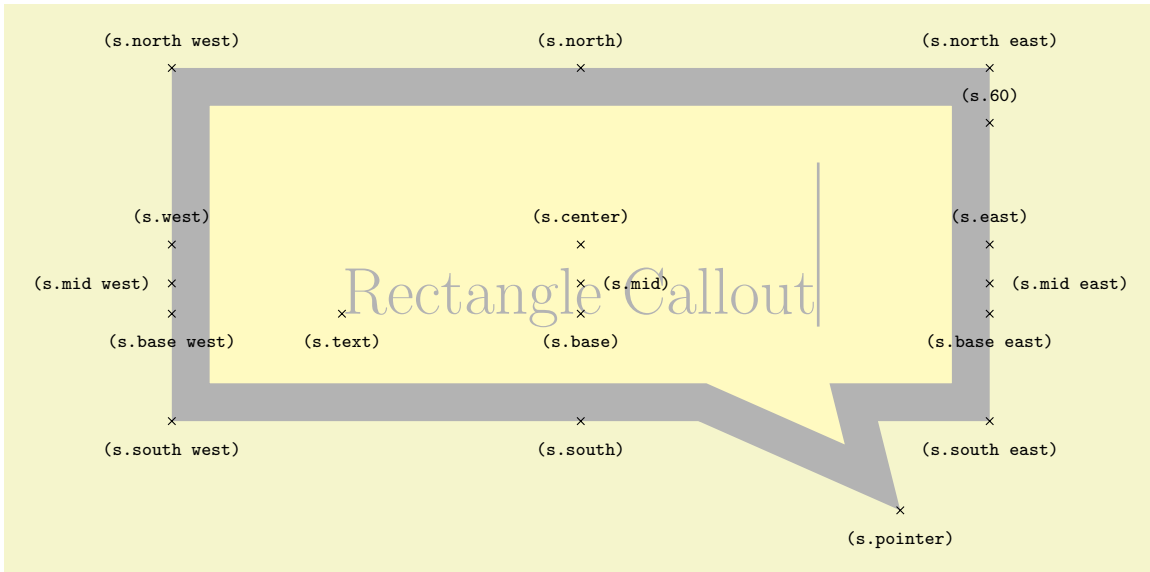 (s.north west) (s.north) (s.north east)
(s.60)
(s.west) (s.center) (s.east)
(s.mid west) Rectangle Callout (s.mid) (s.mid east)
(s.base west) (s.text) (s.base) (s.base east)
(s.south west) (s.south) (s.south east)
(s.pointer)